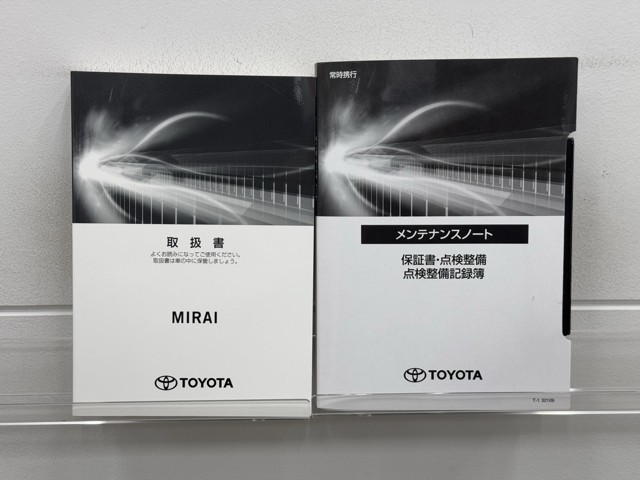 取扱書
よくお読みになってご使用ください。
取扱書は車の中に保管しましょう。
MIRAI
TOYOTA
常時携行
メンテナンスノート
保証書・点検整備
点検整備記録簿
TOYOTA